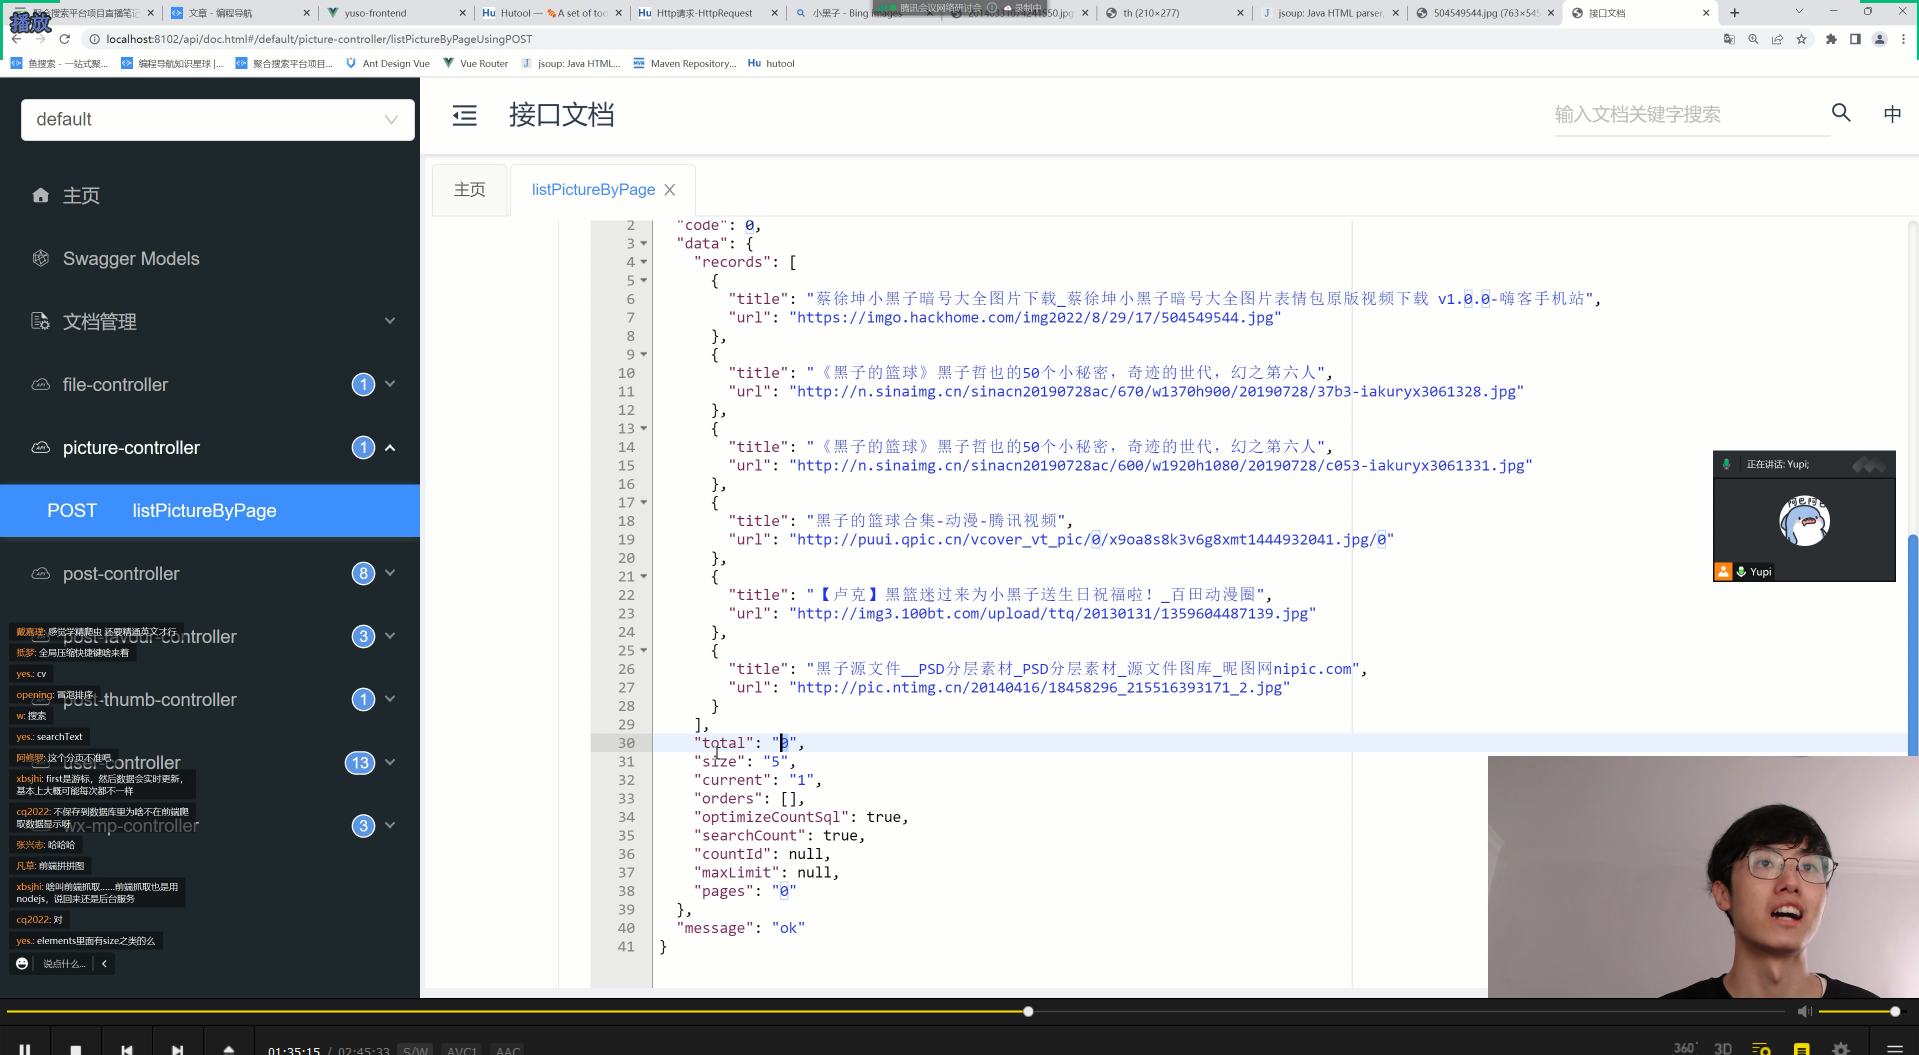 播放
聚合搜索平台项目直播笔记
文章 - 编程导航
yuso-frontend
Hutool — 🍬A set of too
Http请求-HttpRequest
小黑子 - Bing images
腾讯会议网络研讨会
录制中
th (210×277)
jsoup: Java HTML parser,
504549544.jpg (763×54
接口文档
localhost:8102/api/doc.html#/default/picture-controller/listPictureByPageUsingPOST
鱼搜索 - 一站式聚...
编程导航知识星球 |...
聚合搜索平台项目...
Ant Design Vue
Vue Router
jsoup: Java HTML...
Maven Repository...
hutool
default
接口文档
输入文档关键字搜索
中
主页
Swagger Models
文档管理
file-controller 1
picture-controller 1
POST listPictureByPage
post-controller 8
post-favour-controller 3
post-thumb-controller 1
user-controller 13
wx-mp-controller 3
戴嘉瑾: 感觉学精爬虫 还要精通英文才行
抵梦: 全局压缩快捷键啥来着
yes.: cv
opening: 冒泡排序
w: 搜索
yes.: searchText
阿修罗: 这个分页不准吧
xbsjhi: first是游标，然后数据会实时更新，
基本上大概可能每次都不一样
cq2022: 不保存到数据库里为啥不在前端爬
取数据显示呀
张兴志: 哈哈哈
凡草: 前端拼拼图
xbsjhi: 啥叫前端抓取......前端抓取也是用
nodejs，说回来还是后台服务
cq2022: 对
yes.: elements里面有size之类的么
说点什么...
主页
listPictureByPage
2 "code": 0,
3 "data": {
4 "records": [
5 {
6 "title": "蔡徐坤小黑子暗号大全图片下载_蔡徐坤小黑子暗号大全图片表情包原版视频下载 v1.0.0-嗨客手机站",
7 "url": "https://imgo.hackhome.com/img2022/8/29/17/504549544.jpg"
8 },
9 {
10 "title": "《黑子的篮球》黑子哲也的50个小秘密，奇迹的世代，幻之第六人",
11 "url": "http://n.sinaimg.cn/sinacn20190728ac/670/w1370h900/20190728/37b3-iakuryx3061328.jpg"
12 },
13 {
14 "title": "《黑子的篮球》黑子哲也的50个小秘密，奇迹的世代，幻之第六人",
15 "url": "http://n.sinaimg.cn/sinacn20190728ac/600/w1920h1080/20190728/c053-iakuryx3061331.jpg"
16 },
17 {
18 "title": "黑子的篮球合集-动漫-腾讯视频",
19 "url": "http://puui.qpic.cn/vcover_vt_pic/0/x9oa8s8k3v6g8xmt1444932041.jpg/0"
20 },
21 {
22 "title": "【卢克】黑篮迷过来为小黑子送生日祝福啦！_百田动漫圈",
23 "url": "http://img3.100bt.com/upload/ttq/20130131/1359604487139.jpg"
24 },
25 {
26 "title": "黑子源文件__PSD分层素材_PSD分层素材_源文件图库_昵图网nipic.com",
27 "url": "http://pic.ntimg.cn/20140416/18458296_215516393171_2.jpg"
28 }
29 ],
30 "total": "0",
31 "size": "5",
32 "current": "1",
33 "orders": [],
34 "optimizeCountSql": true,
35 "searchCount": true,
36 "countId": null,
37 "maxLimit": null,
38 "pages": "0"
39 },
40 "message": "ok"
41 }
正在讲话: Yupi;
Yupi
01:35:15 / 02:45:33 S/W AVC1 AAC
360° 3D